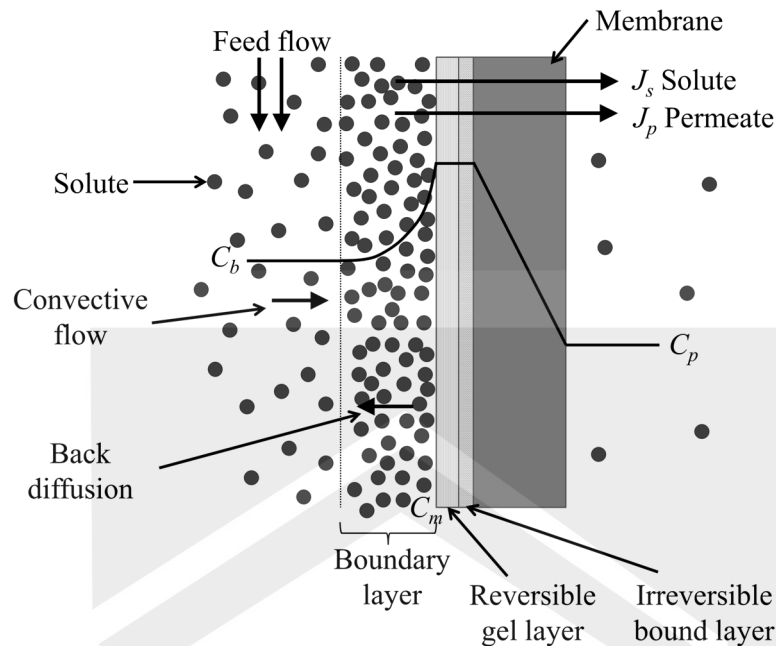 Membrane
Feed flow
J_s Solute
J_p Permeate
Solute
C_b
Convective
flow
C_p
Back
diffusion
C_m
Boundary
layer
Reversible
gel layer
Irreversible
bound layer